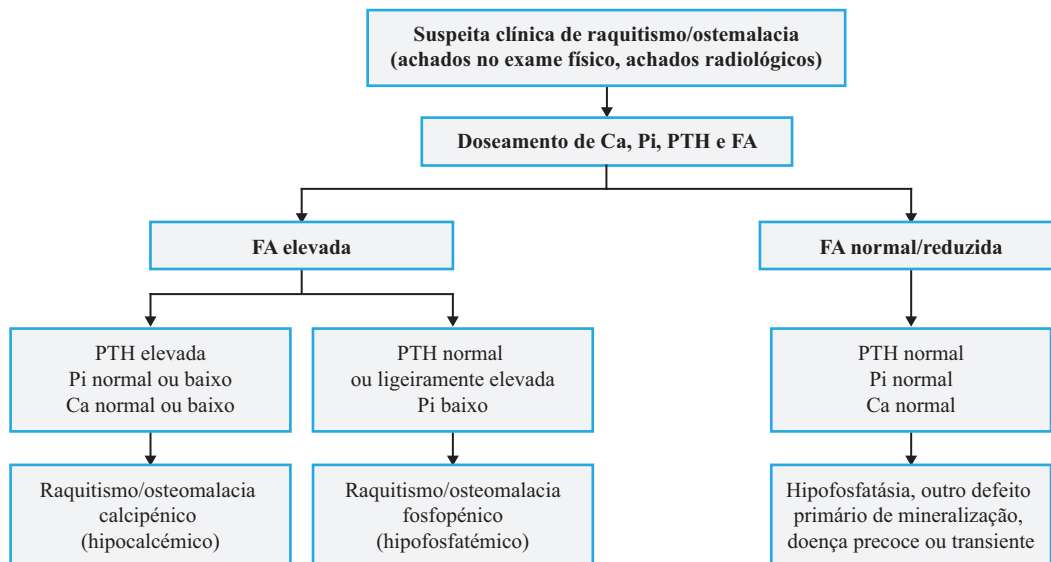 Suspeita clínica de raquitismo/ostemalacia
(achados no exame físico, achados radiológicos)
Doseamento de Ca, Pi, PTH e FA
FA elevada
FA normal/reduzida
PTH elevada
Pi normal ou baixo
Ca normal ou baixo
PTH normal
ou ligeiramente elevada
Pi baixo
PTH normal
Pi normal
Ca normal
Raquitismo/osteomalacia
calcipénico
(hipocalcémico)
Raquitismo/osteomalacia
fosfopénico
(hipofosfatémico)
Hipofosfatásia, outro defeito
primário de mineralização,
doença precoce ou transiente